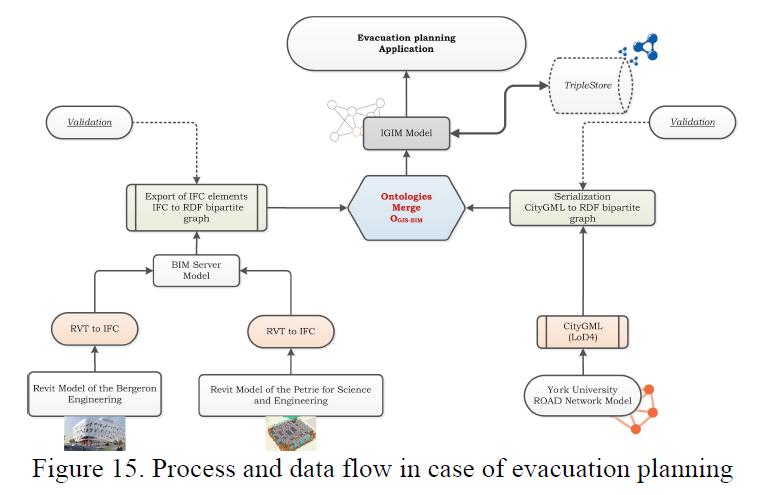 Evacuation planning
Application
TripleStore
Validation
Validation
IGIM Model
Export of IFC elements
IFC to RDF bipartite
graph
Ontologies
Merge
OGIS-BIM
Serialization
CityGML to RDF bipartite
graph
BIM Server
Model
RVT to IFC
RVT to IFC
CityGML
(LoD4)
Revit Model of the Bergeron
Engineering
Revit Model of the Petrie for Science
and Engineering
York University
ROAD Network Model
Figure 15. Process and data flow in case of evacuation planning